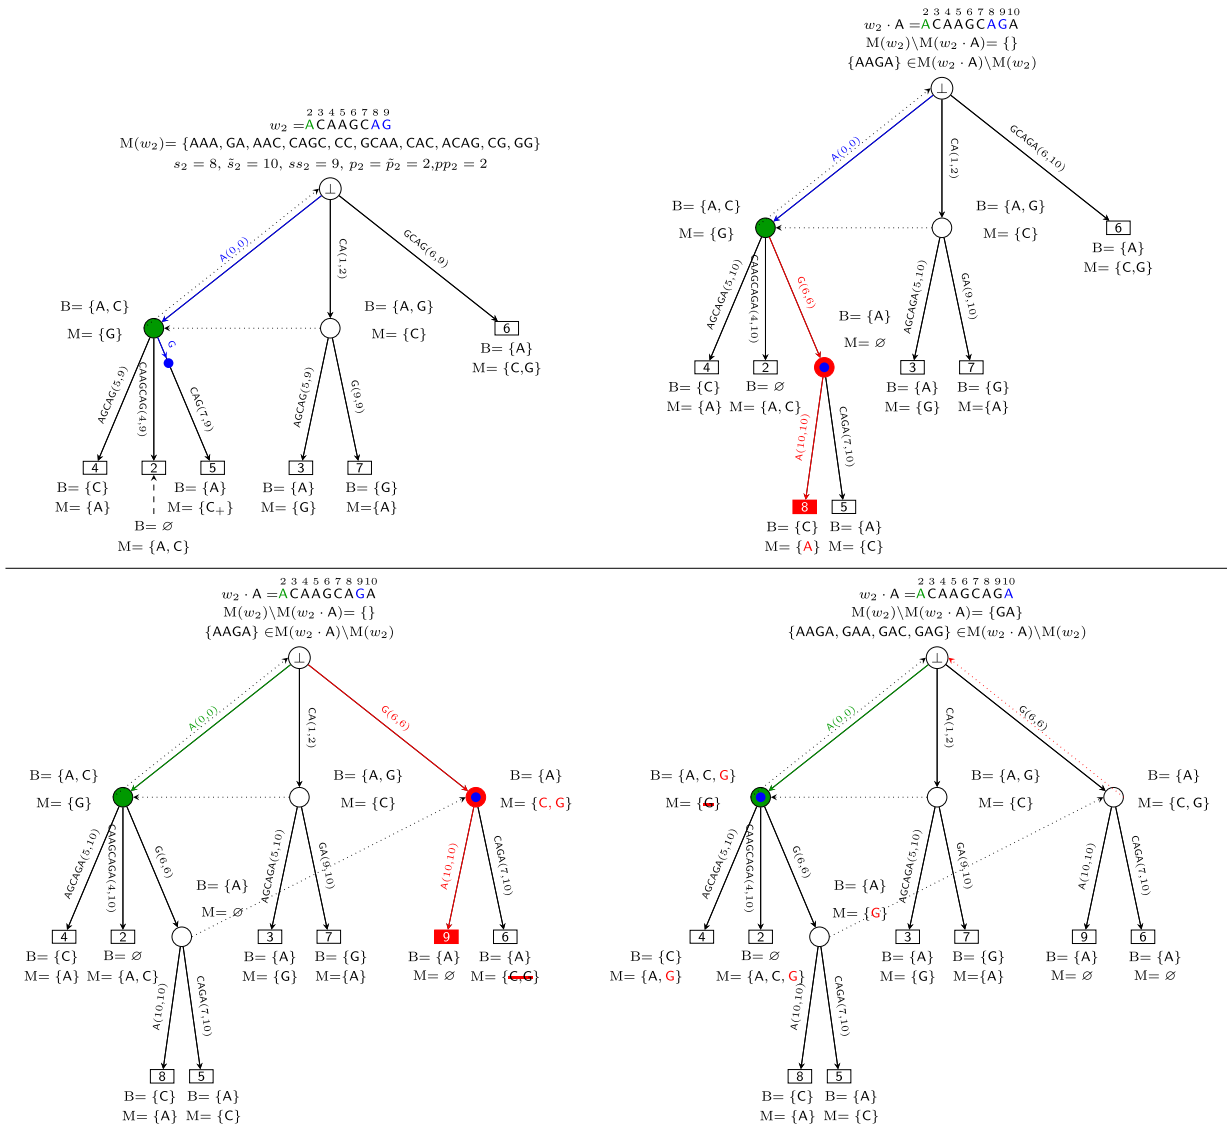 2 3 4 5 6 7 8 9
w₂ = ACAAGCAG
M(w₂)= {AAA, GA, AAC, CAGC, CC, GCAA, CAC, ACAG, CG, GG}
s₂ = 8, s̃₂ = 10, ss₂ = 9, p₂ = p̃₂ = 2,pp₂ = 2
⊥
A(0,0)
CA(1,2)
GCAG(6,9)
B= {A, C}
M= {G}
B= {A, G}
M= {C}
6
B= {A}
M= {C,G}
G
AGCAG(5,9)
CAAGCAG(4,9)
CAG(7,9)
AGCAG(5,9)
G(9,9)
4
2
5
3
7
B= {C}
M= {A}
B= {A}
M= {C₊}
B= {A}
M= {G}
B= {G}
M={A}
B= ∅
M= {A, C}
2 3 4 5 6 7 8 910
w₂ · A =ACAAGCAGA
M(w₂)\M(w₂ · A)= {}
{AAGA} ∈M(w₂ · A)\M(w₂)
⊥
A(0,0)
CA(1,2)
GCAGA(6,10)
B= {A, C}
M= {G}
B= {A, G}
M= {C}
6
B= {A}
M= {C,G}
AGCAGA(5,10)
CAAGCAGA(4,10)
G(6,6)
B= {A}
M= ∅
AGCAGA(5,10)
GA(9,10)
4
2
3
7
B= {C}
M= {A}
B= ∅
M= {A, C}
B= {A}
M= {G}
B= {G}
M={A}
A(10,10)
CAGA(7,10)
8
5
B= {C}
M= {A}
B= {A}
M= {C}
2 3 4 5 6 7 8 910
w₂ · A =ACAAGCAGA
M(w₂)\M(w₂ · A)= {}
{AAGA} ∈M(w₂ · A)\M(w₂)
⊥
A(0,0)
CA(1,2)
G(6,6)
B= {A, C}
M= {G}
B= {A, G}
M= {C}
B= {A}
M= {C, G}
AGCAGA(5,10)
CAAGCAGA(4,10)
G(6,6)
B= {A}
M= ∅
AGCAGA(5,10)
GA(9,10)
A(10,10)
CAGA(7,10)
4
2
3
7
9
6
B= {C}
M= {A}
B= ∅
M= {A, C}
B= {A}
M= {G}
B= {G}
M={A}
B= {A}
M= ∅
B= {A}
M= {C,G}
A(10,10)
CAGA(7,10)
8
5
B= {C}
M= {A}
B= {A}
M= {C}
2 3 4 5 6 7 8 910
w₂ · A =ACAAGCAGA
M(w₂)\M(w₂ · A)= {GA}
{AAGA, GAA, GAC, GAG} ∈M(w₂ · A)\M(w₂)
⊥
A(0,0)
CA(1,2)
G(6,6)
B= {A, C, G}
M= {G}
B= {A, G}
M= {C}
B= {A}
M= {C, G}
AGCAGA(5,10)
CAAGCAGA(4,10)
G(6,6)
B= {A}
M= {G}
AGCAGA(5,10)
GA(9,10)
A(10,10)
CAGA(7,10)
4
2
3
7
9
6
B= {C}
M= {A, G}
B= ∅
M= {A, C, G}
B= {A}
M= {G}
B= {G}
M={A}
B= {A}
M= ∅
B= {A}
M= ∅
A(10,10)
CAGA(7,10)
8
5
B= {C}
M= {A}
B= {A}
M= {C}